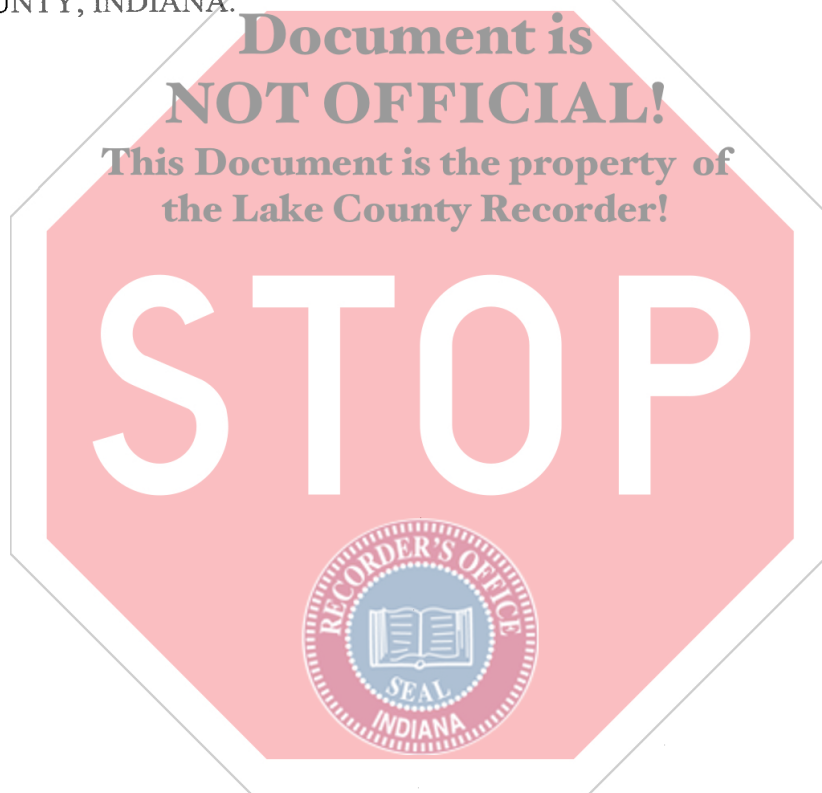 UNTY, INDIANA.
Document is
NOT OFFICIAL!
This Document is the property of
the Lake County Recorder!
STOP
RECORDER'S OFFICE
SEAL
INDIANA